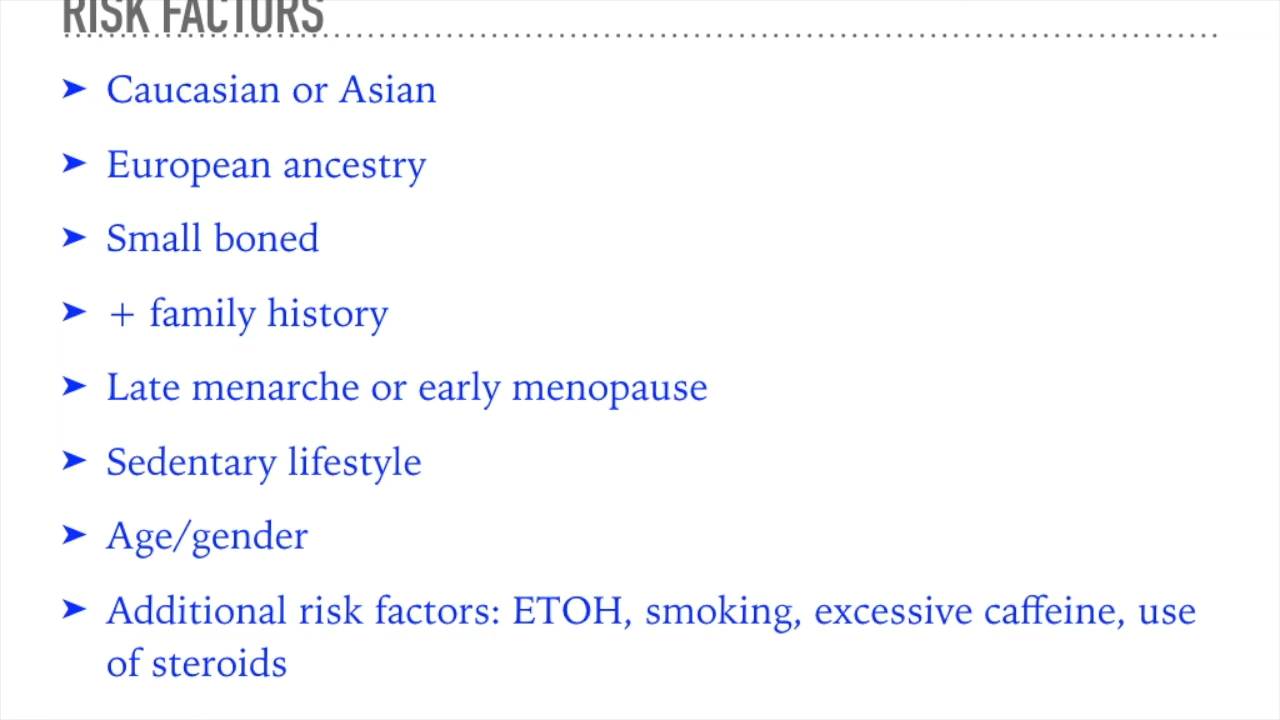 RISK FACTORS
➤ Caucasian or Asian
➤ European ancestry
➤ Small boned
➤ + family history
➤ Late menarche or early menopause
➤ Sedentary lifestyle
➤ Age/gender
➤ Additional risk factors: ETOH, smoking, excessive caffeine, use
of steroids